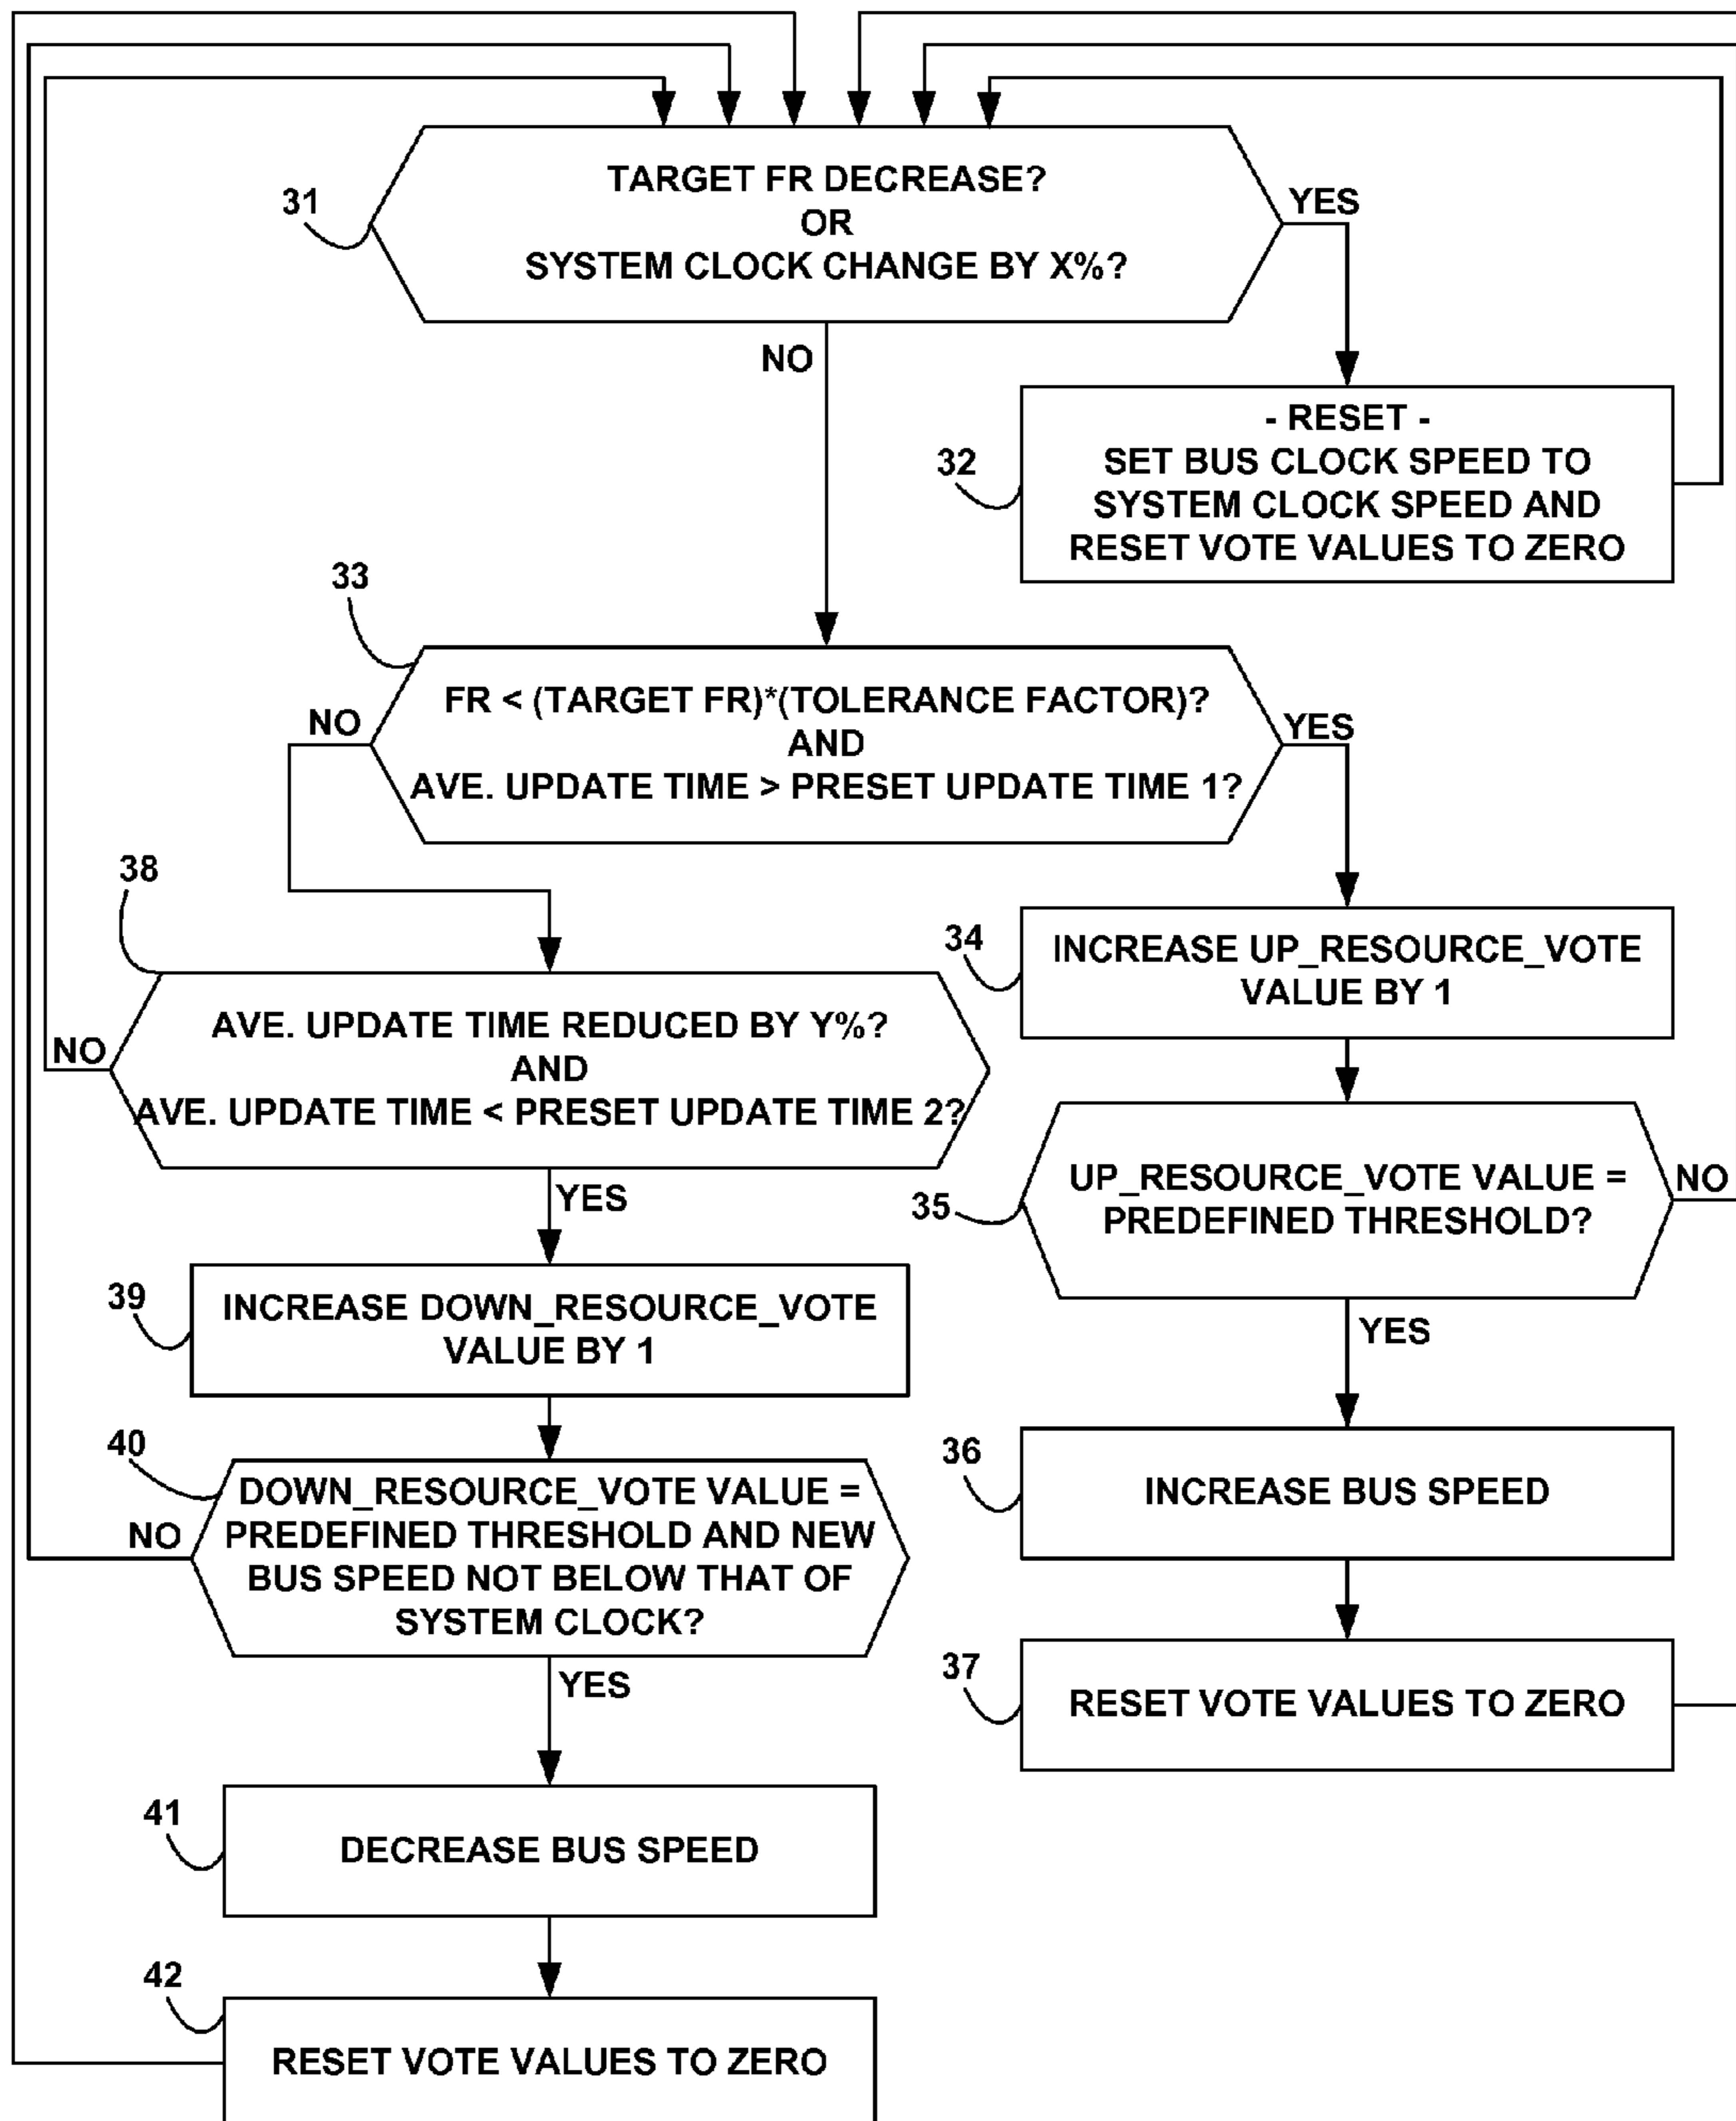 31
TARGET FR DECREASE?
OR
SYSTEM CLOCK CHANGE BY X%?
YES
NO
32
- RESET -
SET BUS CLOCK SPEED TO
SYSTEM CLOCK SPEED AND
RESET VOTE VALUES TO ZERO
33
FR < (TARGET FR)*(TOLERANCE FACTOR)?
AND
AVE. UPDATE TIME > PRESET UPDATE TIME 1?
NO
YES
34
INCREASE UP_RESOURCE_VOTE
VALUE BY 1
38
AVE. UPDATE TIME REDUCED BY Y%?
AND
AVE. UPDATE TIME < PRESET UPDATE TIME 2?
NO
YES
35
UP_RESOURCE_VOTE VALUE =
PREDEFINED THRESHOLD?
NO
YES
39
INCREASE DOWN_RESOURCE_VOTE
VALUE BY 1
40
DOWN_RESOURCE_VOTE VALUE =
PREDEFINED THRESHOLD AND NEW
BUS SPEED NOT BELOW THAT OF
SYSTEM CLOCK?
NO
YES
36
INCREASE BUS SPEED
37
RESET VOTE VALUES TO ZERO
41
DECREASE BUS SPEED
42
RESET VOTE VALUES TO ZERO